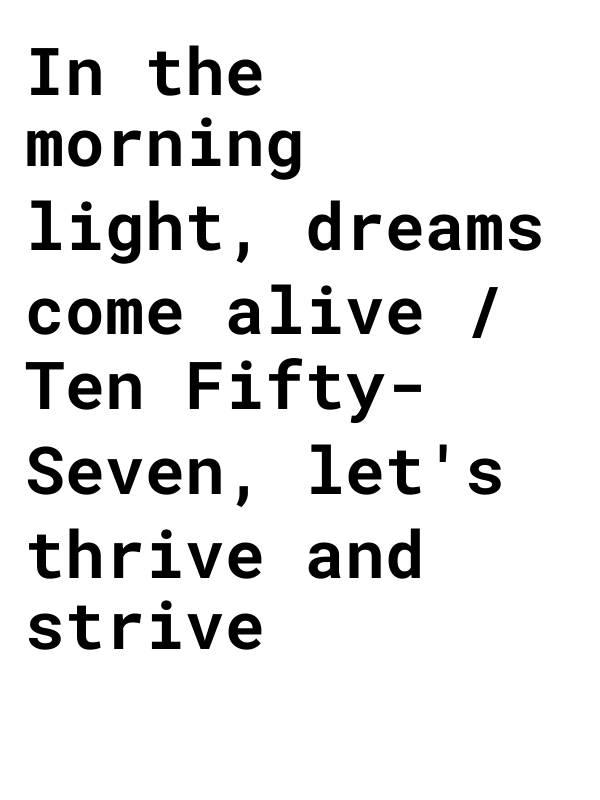 In the
morning
light, dreams
come alive /
Ten Fifty-
Seven, let's
thrive and
strive